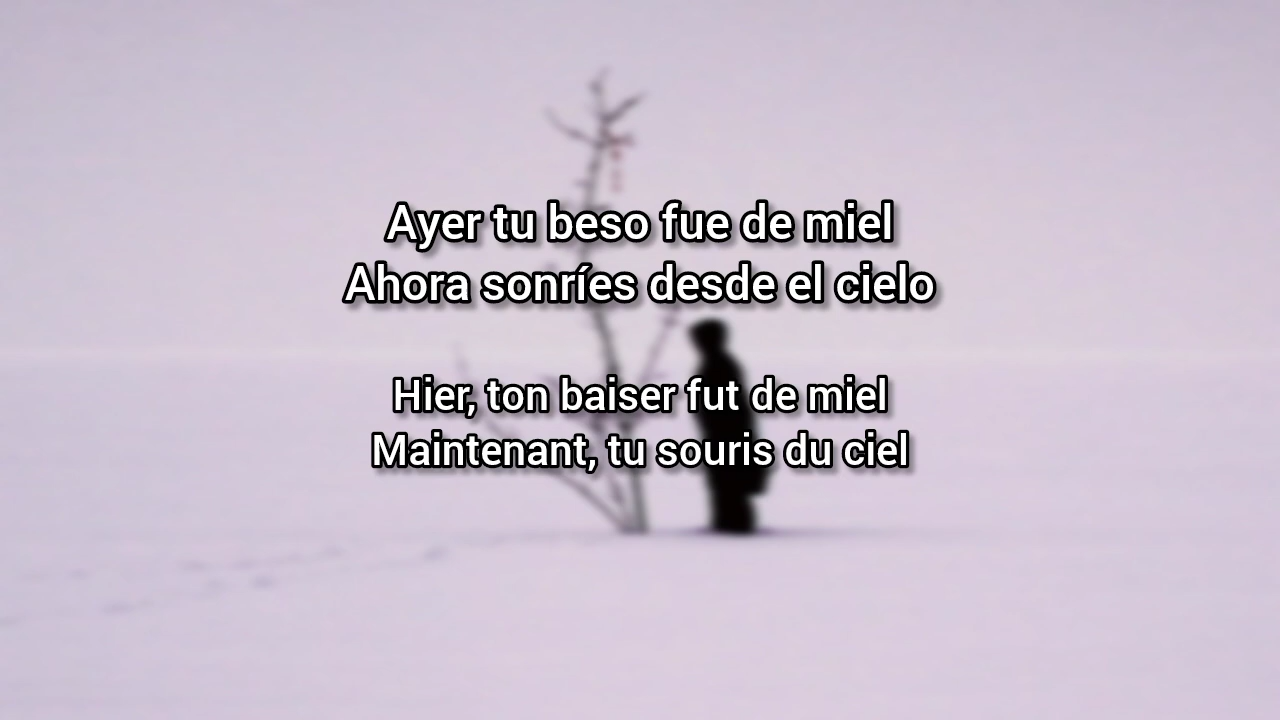 Ayer tu beso fue de miel
Ahora sonríes desde el cielo
Hier, ton baiser fut de miel
Maintenant, tu souris du ciel